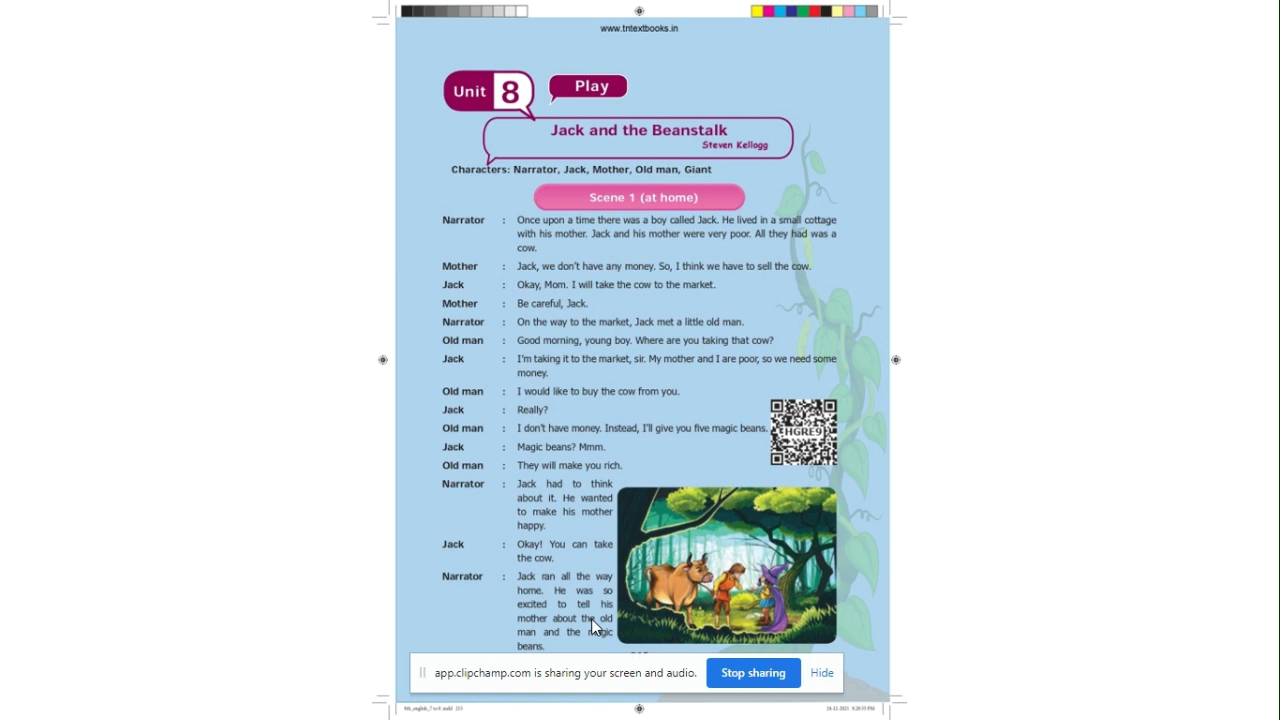 www.tntextbooks.in
Unit 8
Play
Jack and the Beanstalk
Steven Kellogg
Characters: Narrator, Jack, Mother, Old man, Giant
Scene 1 (at home)
Narrator : Once upon a time there was a boy called Jack. He lived in a small cottage
with his mother. Jack and his mother were very poor. All they had was a
cow.
Mother : Jack, we don't have any money. So, I think we have to sell the cow.
Jack : Okay, Mom. I will take the cow to the market.
Mother : Be careful, Jack.
Narrator : On the way to the market, Jack met a little old man.
Old man : Good morning, young boy. Where are you taking that cow?
Jack : I'm taking it to the market, sir. My mother and I are poor, so we need some
money.
Old man : I would like to buy the cow from you.
Jack : Really?
Old man : I don't have money. Instead, I'll give you five magic beans.
HGRE9
Jack : Magic beans? Mmm.
Old man : They will make you rich.
Narrator : Jack had to think
about it. He wanted
to make his mother
happy.
Jack : Okay! You can take
the cow.
Narrator : Jack ran all the way
home. He was so
excited to tell his
mother about the old
man and the magic
beans.
app.clipchamp.com is sharing your screen and audio.
Stop sharing
Hide